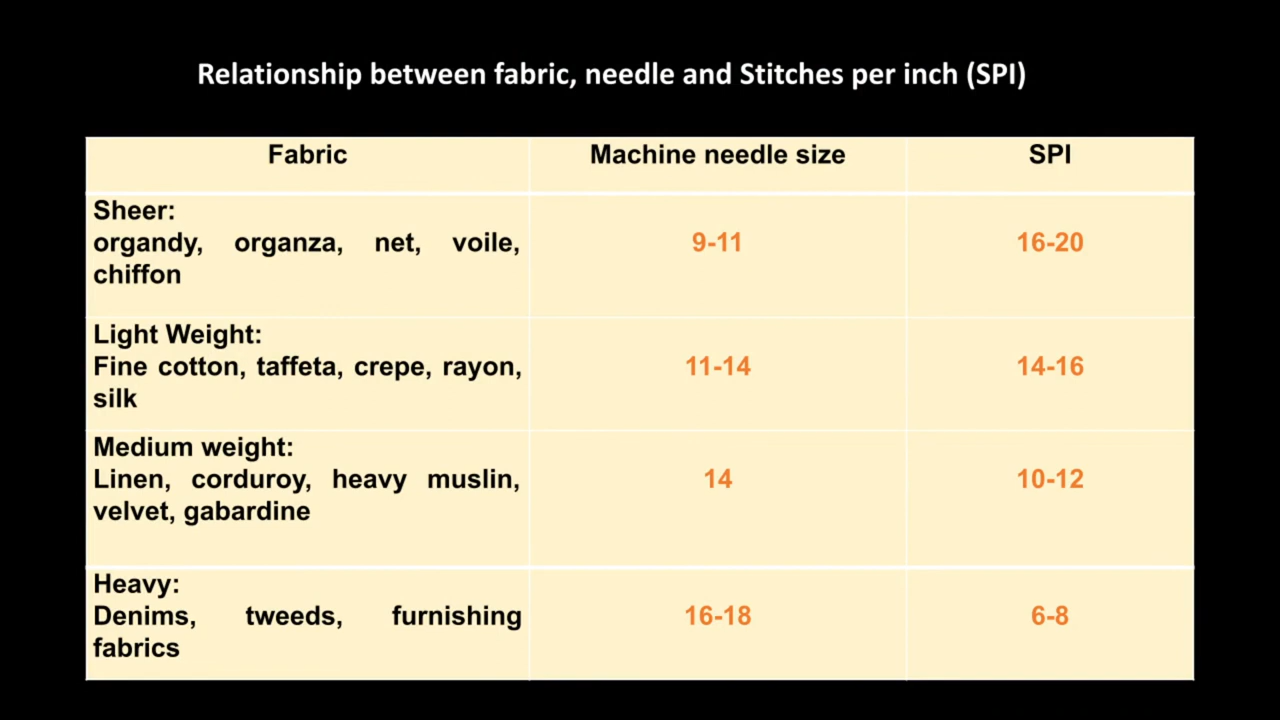 Relationship between fabric, needle and Stitches per inch (SPI)
Fabric Machine needle size SPI
Sheer:
organdy, organza, net, voile,
chiffon
9-11 16-20
Light Weight:
Fine cotton, taffeta, crepe, rayon,
silk
11-14 14-16
Medium weight:
Linen, corduroy, heavy muslin,
velvet, gabardine
14 10-12
Heavy:
Denims, tweeds, furnishing
fabrics
16-18 6-8